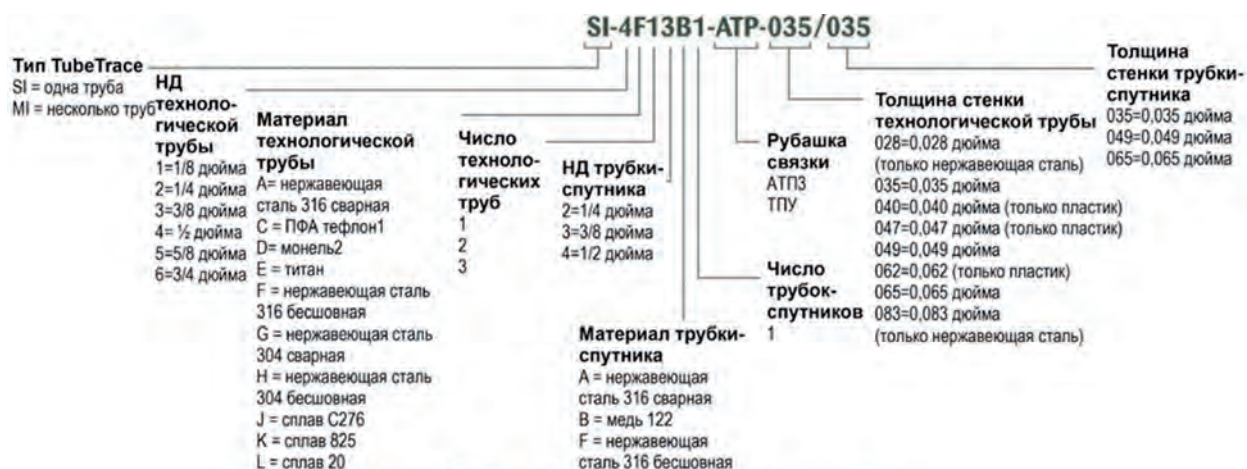 SI-4F13B1-ATP-035/035
Тип TubeTrace
SI = одна труба
MI = несколько труб
НД
техноло-
гической
трубы
1=1/8 дюйма
2=1/4 дюйма
3=3/8 дюйма
4= ½ дюйма
5=5/8 дюйма
6=3/4 дюйма
Материал
технологической
трубы
A= нержавеющая
сталь 316 сварная
C = ПФА тефлон1
D= монель2
E = титан
F = нержавеющая сталь
316 бесшовная
G = нержавеющая сталь
304 сварная
H = нержавеющая сталь
304 бесшовная
J = сплав C276
K = сплав 825
L = сплав 20
Число
техноло-
гических
труб
1
2
3
НД трубки-
спутника
2=1/4 дюйма
3=3/8 дюйма
4=1/2 дюйма
Материал трубки-
спутника
A = нержавеющая
сталь 316 сварная
B = медь 122
F = нержавеющая
сталь 316 бесшовная
Рубашка
связки
АТП3
ТПУ
Число
трубок-
спутников
1
Толщина стенки
технологической трубы
028=0,028 дюйма
(только нержавеющая сталь)
035=0,035 дюйма
040=0,040 дюйма (только пластик)
047=0,047 дюйма (только пластик)
049=0,049 дюйма
062=0,062 (только пластик)
065=0,065 дюйма
083=0,083 дюйма
(только нержавеющая сталь)
Толщина
стенки трубки-
спутника
035=0,035 дюйма
049=0,049 дюйма
065=0,065 дюйма